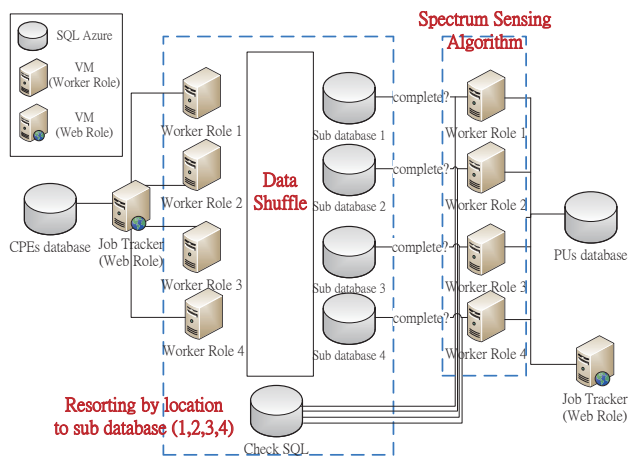 SQL Azure
VM
(Worker Role)
VM
(Web Role)
Spectrum Sensing
Algorithm
CPEs database
Job Tracker
(Web Role)
Worker Role 1
Worker Role 2
Worker Role 3
Worker Role 4
Data
Shuffle
Sub database 1
Sub database 2
Sub database 3
Sub database 4
complete?
complete?
complete?
complete?
Worker Role 1
Worker Role 2
Worker Role 3
Worker Role 4
PUs database
Job Tracker
(Web Role)
Resorting by location
to sub database (1,2,3,4)
Check SQL